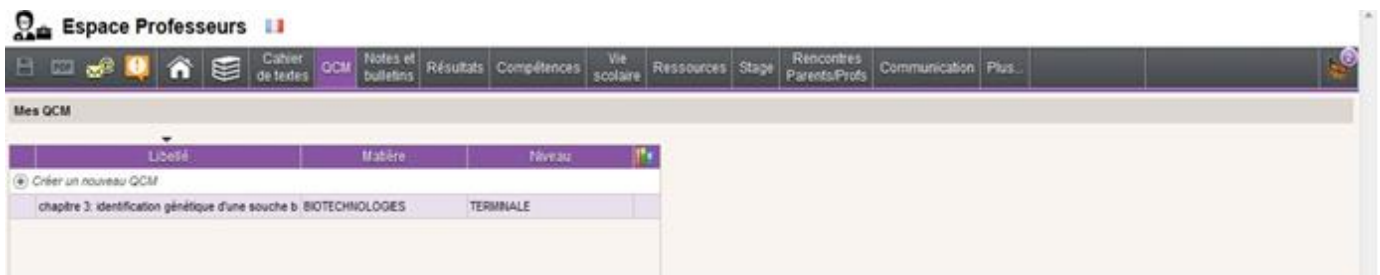 Espace Professeurs
Cahier de textes
QCM
Notes et bulletins
Résultats
Compétences
Vie scolaire
Ressources
Stage
Rencontres Parents/Profs
Communication
Plus...
Mes QCM
Libellé Matière Niveau
Créer un nouveau QCM
chapitre 3: identification génétique d'une souche b BIOTECHNOLOGIES TERMINALE